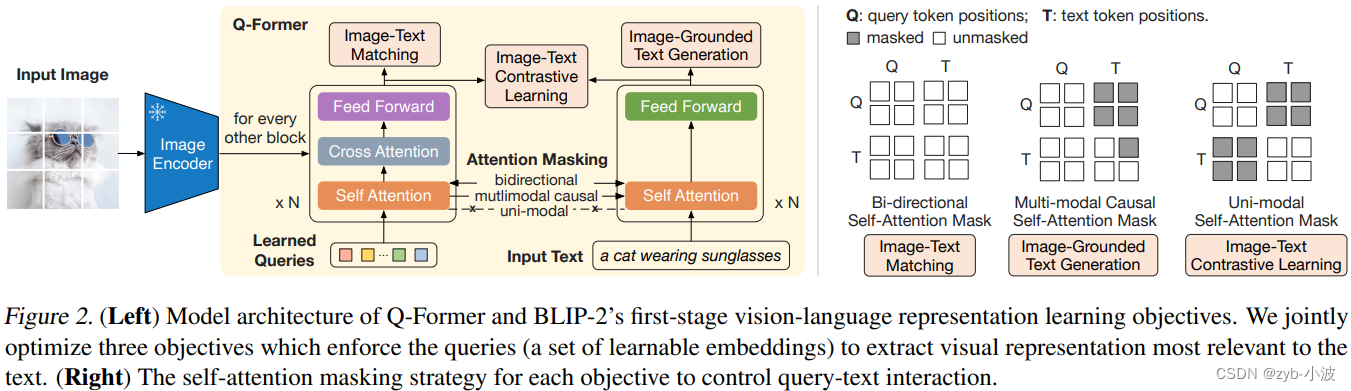 Q-Former
Input Image
Image-Text
Matching
Image-Text
Contrastive
Learning
Image-Grounded
Text Generation
Feed Forward
Feed Forward
Image
Encoder
for every
other block
Cross Attention
Attention Masking
bidirectional
mutlimodal causal
uni-modal
Self Attention
Self Attention
x N
x N
Learned
Queries
...
Input Text
a cat wearing sunglasses
Q: query token positions; T: text token positions.
masked unmasked
Q T
Q
T
Bi-directional
Self-Attention Mask
Image-Text
Matching
Q T
Q
T
Multi-modal Causal
Self-Attention Mask
Image-Grounded
Text Generation
Q T
Q
T
Uni-modal
Self-Attention Mask
Image-Text
Contrastive Learning
Figure 2. (Left) Model architecture of Q-Former and BLIP-2's first-stage vision-language representation learning objectives. We jointly
optimize three objectives which enforce the queries (a set of learnable embeddings) to extract visual representation most relevant to the
text. (Right) The self-attention masking strategy for each objective to control query-text interaction.
CSDN @zyb-小波